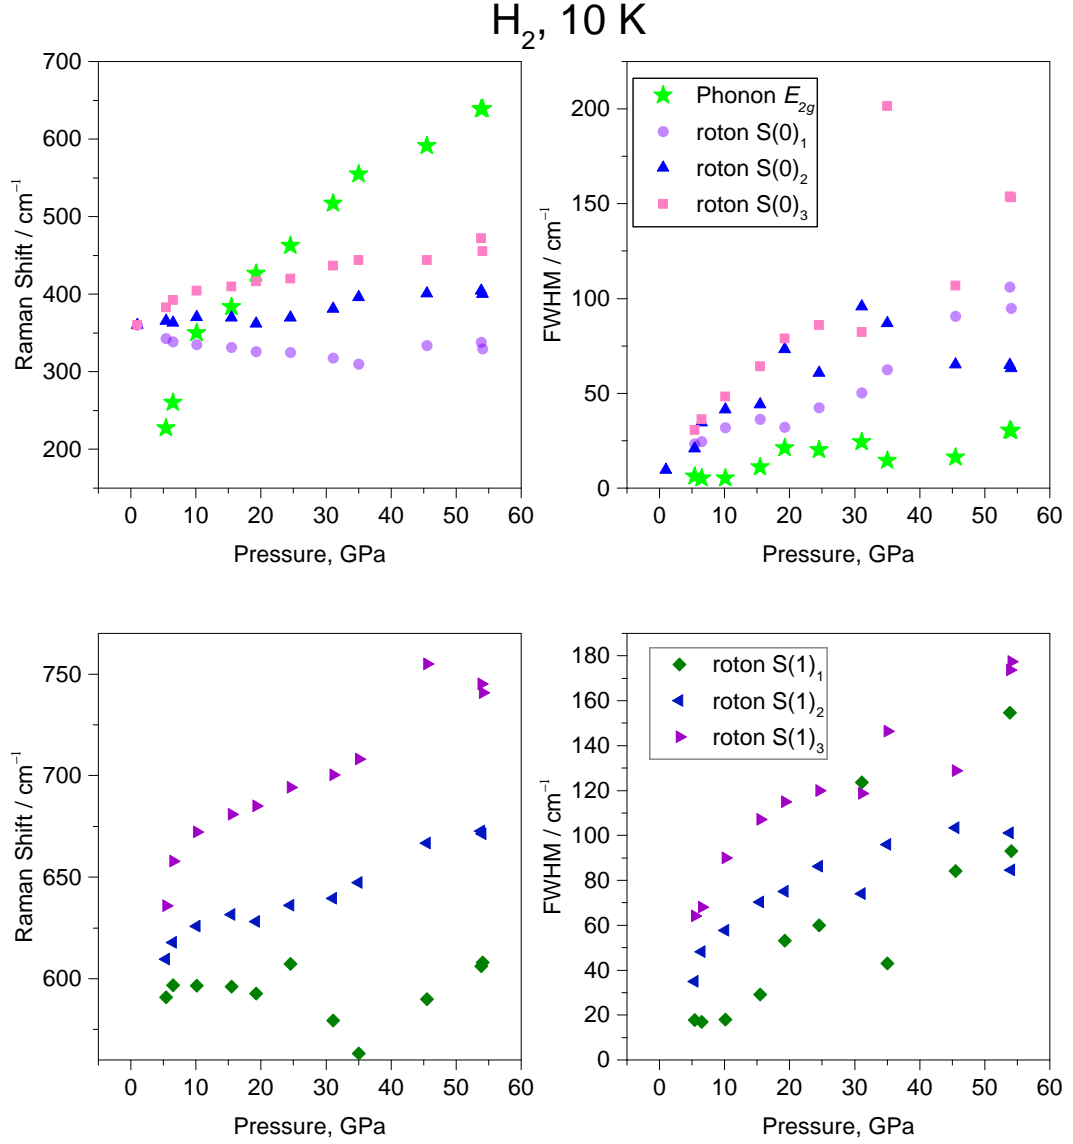 H₂, 10 K
700
600
500
400
300
200
0 10 20 30 40 50 60
Raman Shift / cm⁻¹
Pressure, GPa
200
150
100
50
0
0 10 20 30 40 50 60
FWHM / cm⁻¹
Pressure, GPa
Phonon E₂g
roton S(0)₁
roton S(0)₂
roton S(0)₃
750
700
650
600
0 10 20 30 40 50 60
Raman Shift / cm⁻¹
Pressure, GPa
180
160
140
120
100
80
60
40
20
0
0 10 20 30 40 50 60
FWHM / cm⁻¹
Pressure, GPa
roton S(1)₁
roton S(1)₂
roton S(1)₃